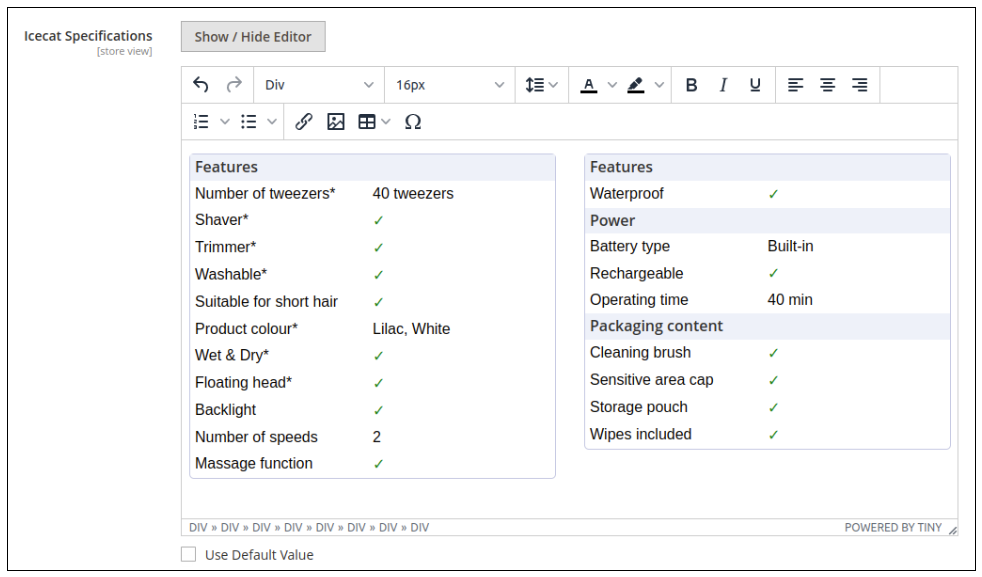 Icecat Specifications
[store view]
Show / Hide Editor
Div
16px
A
B I U
Ω
Features
Number of tweezers* 40 tweezers
Shaver* ✓
Trimmer* ✓
Washable* ✓
Suitable for short hair ✓
Product colour* Lilac, White
Wet & Dry* ✓
Floating head* ✓
Backlight ✓
Number of speeds 2
Massage function ✓
Features
Waterproof ✓
Power
Battery type Built-in
Rechargeable ✓
Operating time 40 min
Packaging content
Cleaning brush ✓
Sensitive area cap ✓
Storage pouch ✓
Wipes included ✓
DIV » DIV » DIV » DIV » DIV » DIV » DIV » DIV
POWERED BY TINY
Use Default Value